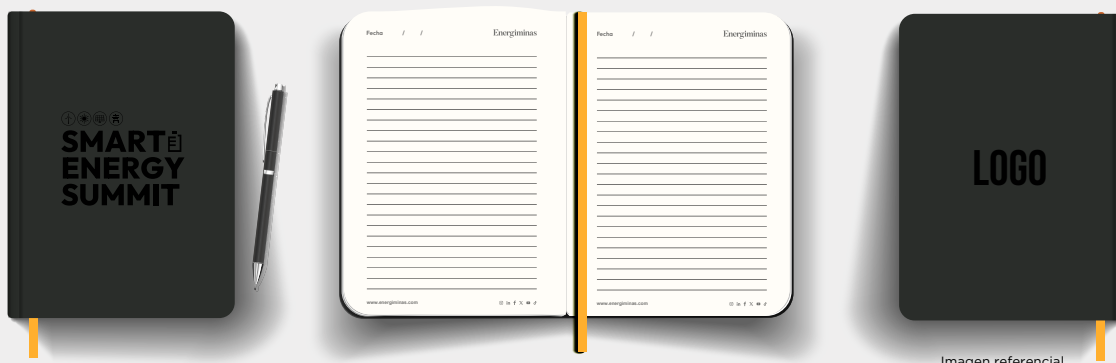 SMART
ENERGY
SUMMIT
Fecha / / Energiminas
www.energiminas.com
Fecha / / Energiminas
www.energiminas.com
LOGO
Imagen referencial